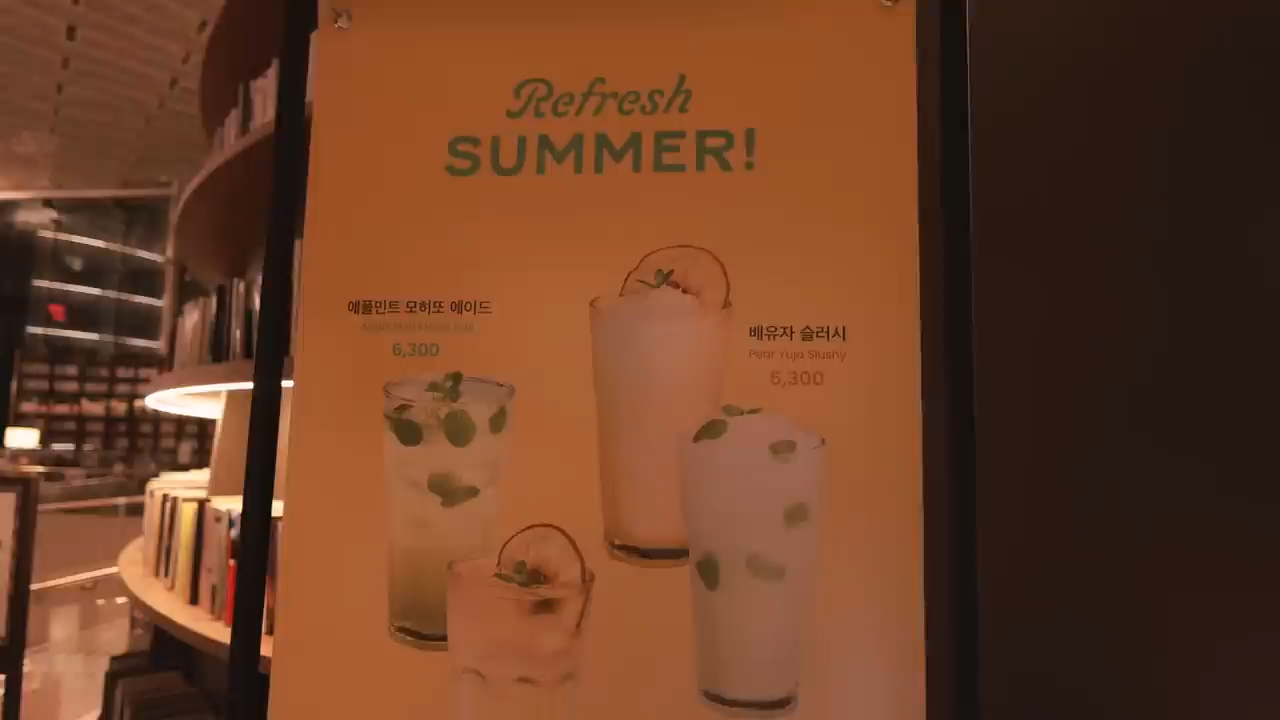 Refresh
SUMMER!
애플민트 모히또 에이드
6,300
배유자 슬러시
Pear Yuja Slushy
6,300